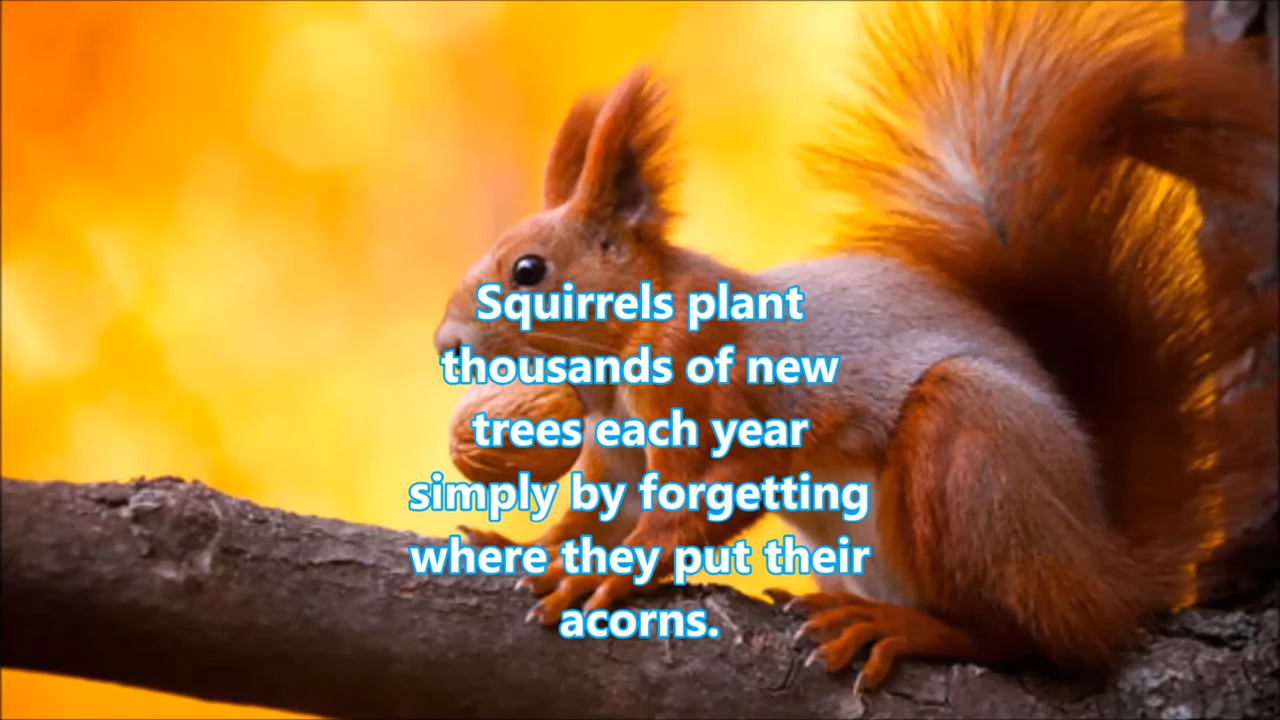 Squirrels plant
thousands of new
trees each year
simply by forgetting
where they put their
acorns.